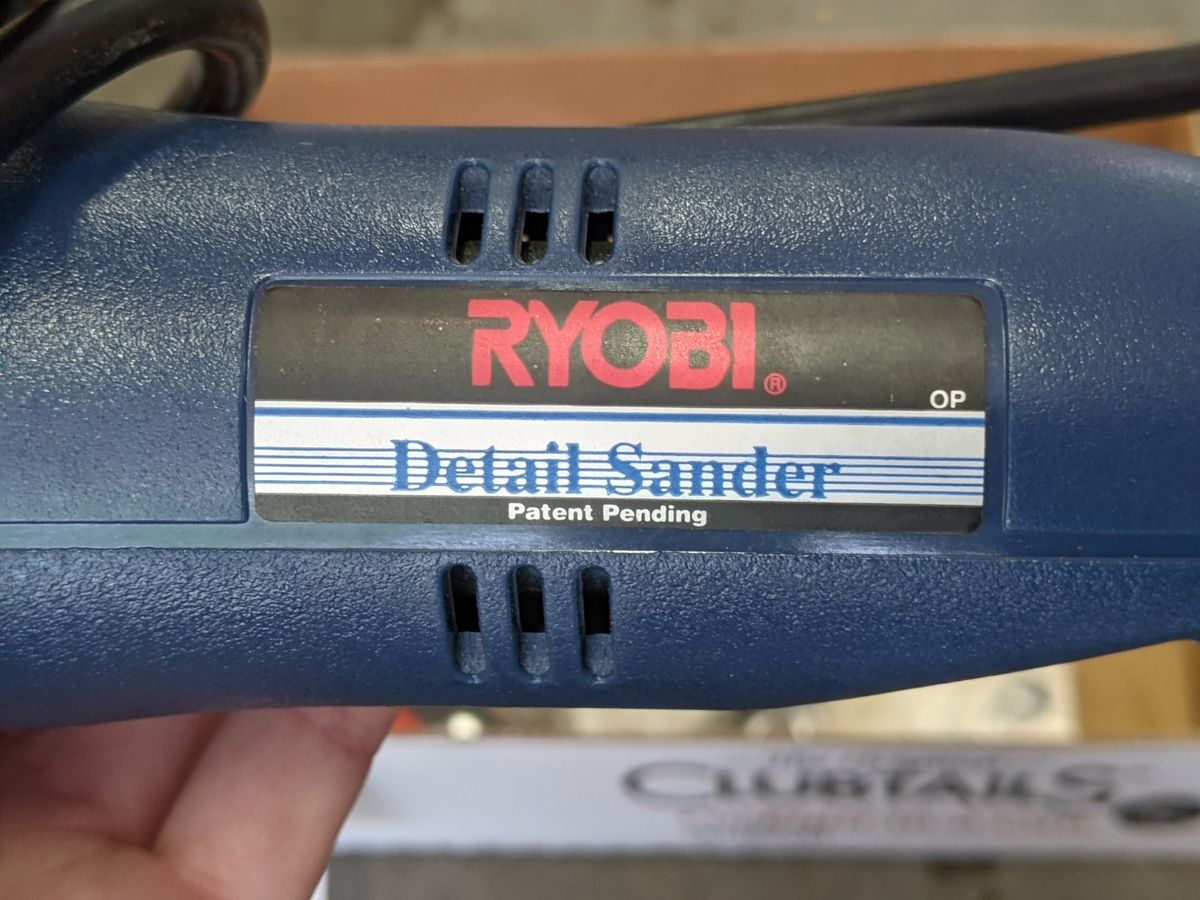 RYOBI®
OP
Detail Sander
Patent Pending
CLUBTAILS